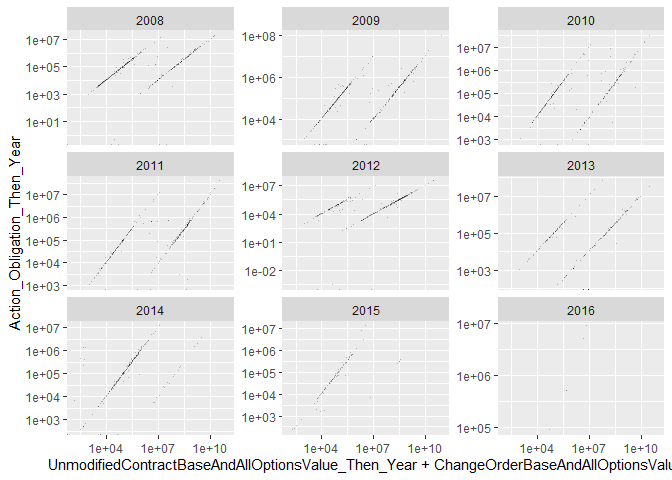 2008 2009 2010
1e+07
1e+05
1e+03
1e+01
1e+08
1e+06
1e+04
1e+07
1e+06
1e+05
1e+04
1e+03
2011 2012 2013
1e+07
1e+06
1e+05
1e+04
1e+03
1e+07
1e+04
1e+01
1e-02
1e+07
1e+05
1e+03
2014 2015 2016
1e+07
1e+06
1e+05
1e+04
1e+03
1e+07
1e+06
1e+05
1e+04
1e+03
1e+07
1e+06
1e+05
1e+04 1e+07 1e+10 1e+04 1e+07 1e+10 1e+04 1e+07 1e+10
UnmodifiedContractBaseAndAllOptionsValue_Then_Year + ChangeOrderBaseAndAllOptionsValu
Action_Obligation_Then_Year